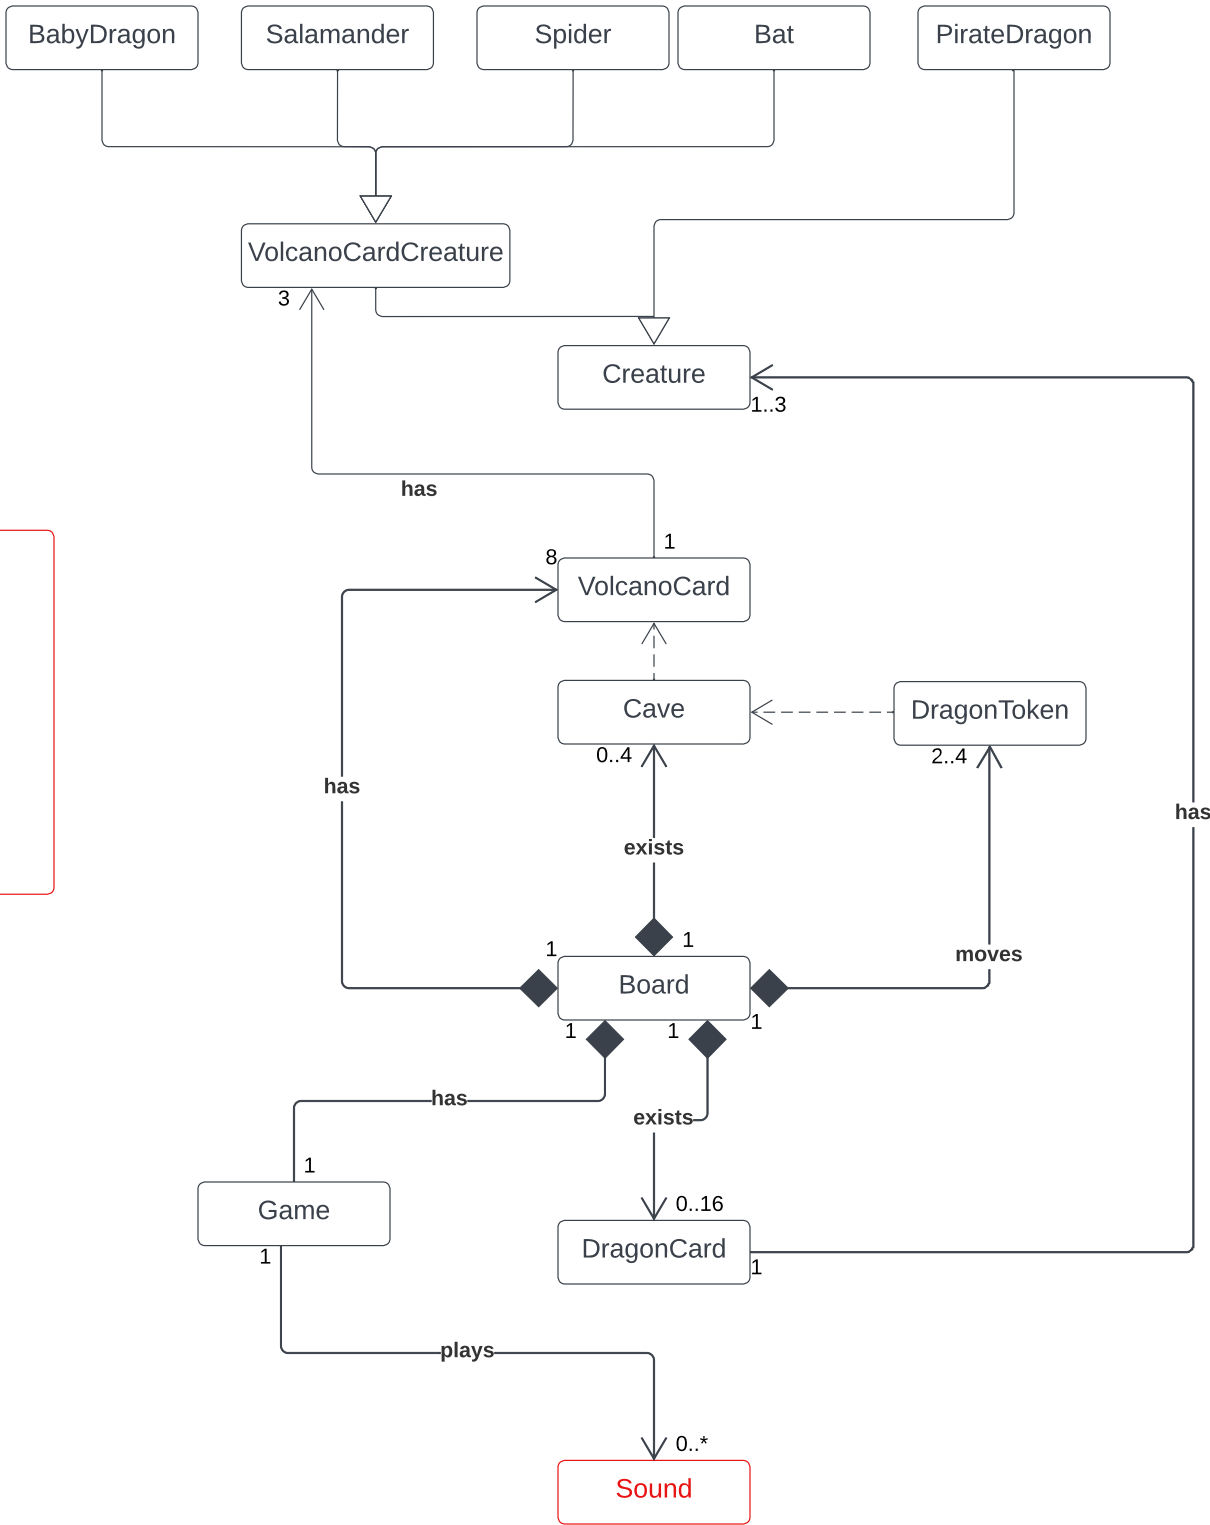 BabyDragon
Salamander
Spider
Bat
PirateDragon
VolcanoCardCreature
3
Creature
1..3
has
1
8
VolcanoCard
Cave
DragonToken
0..4
2..4
has
has
exists
1
1
moves
Board
1
1
1
has
exists
1
0..16
Game
DragonCard
1
1
plays
0..*
Sound